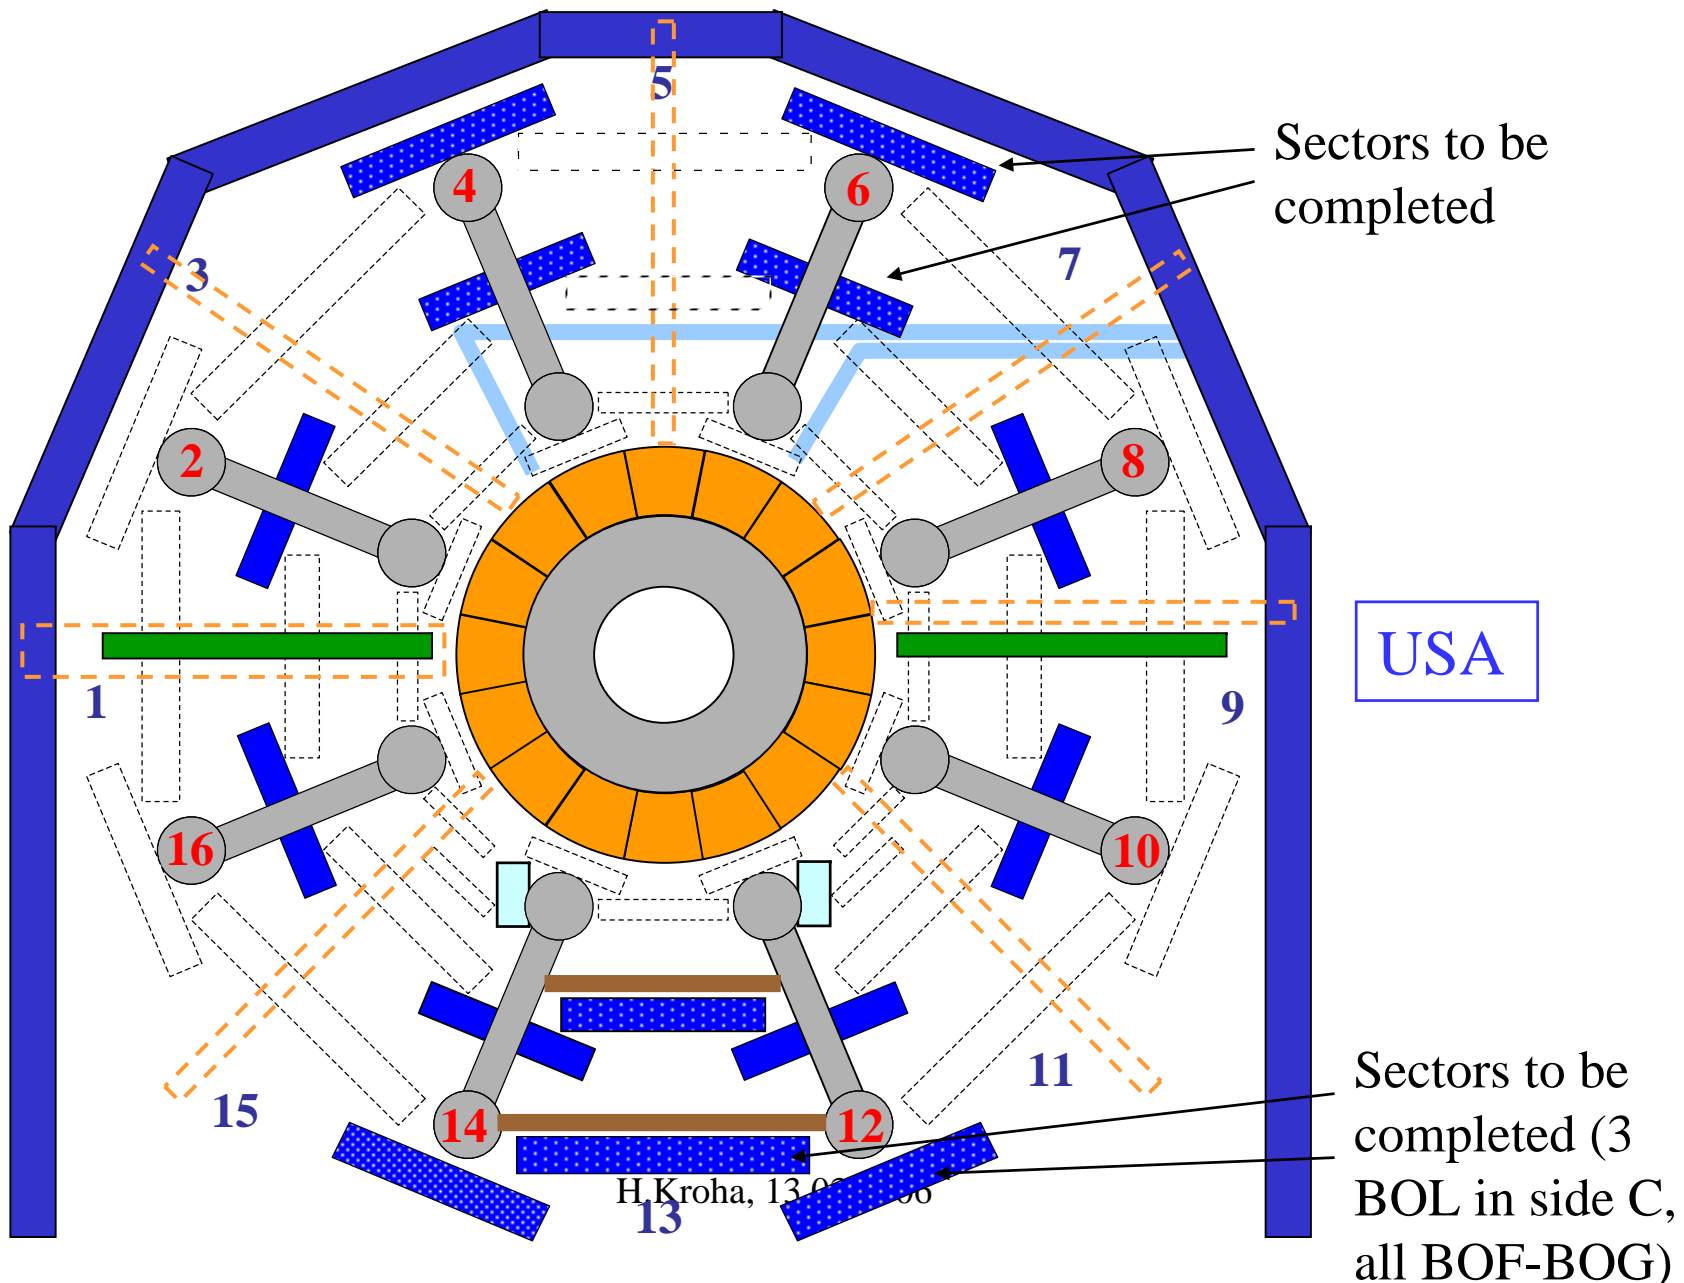 5
Sectors to be
completed
4
6
3
7
2
8
USA
1
9
16
10
Sectors to be
completed (3
BOL in side C,
all BOF-BOG)
11
15
14
12
H.Kroha,
13